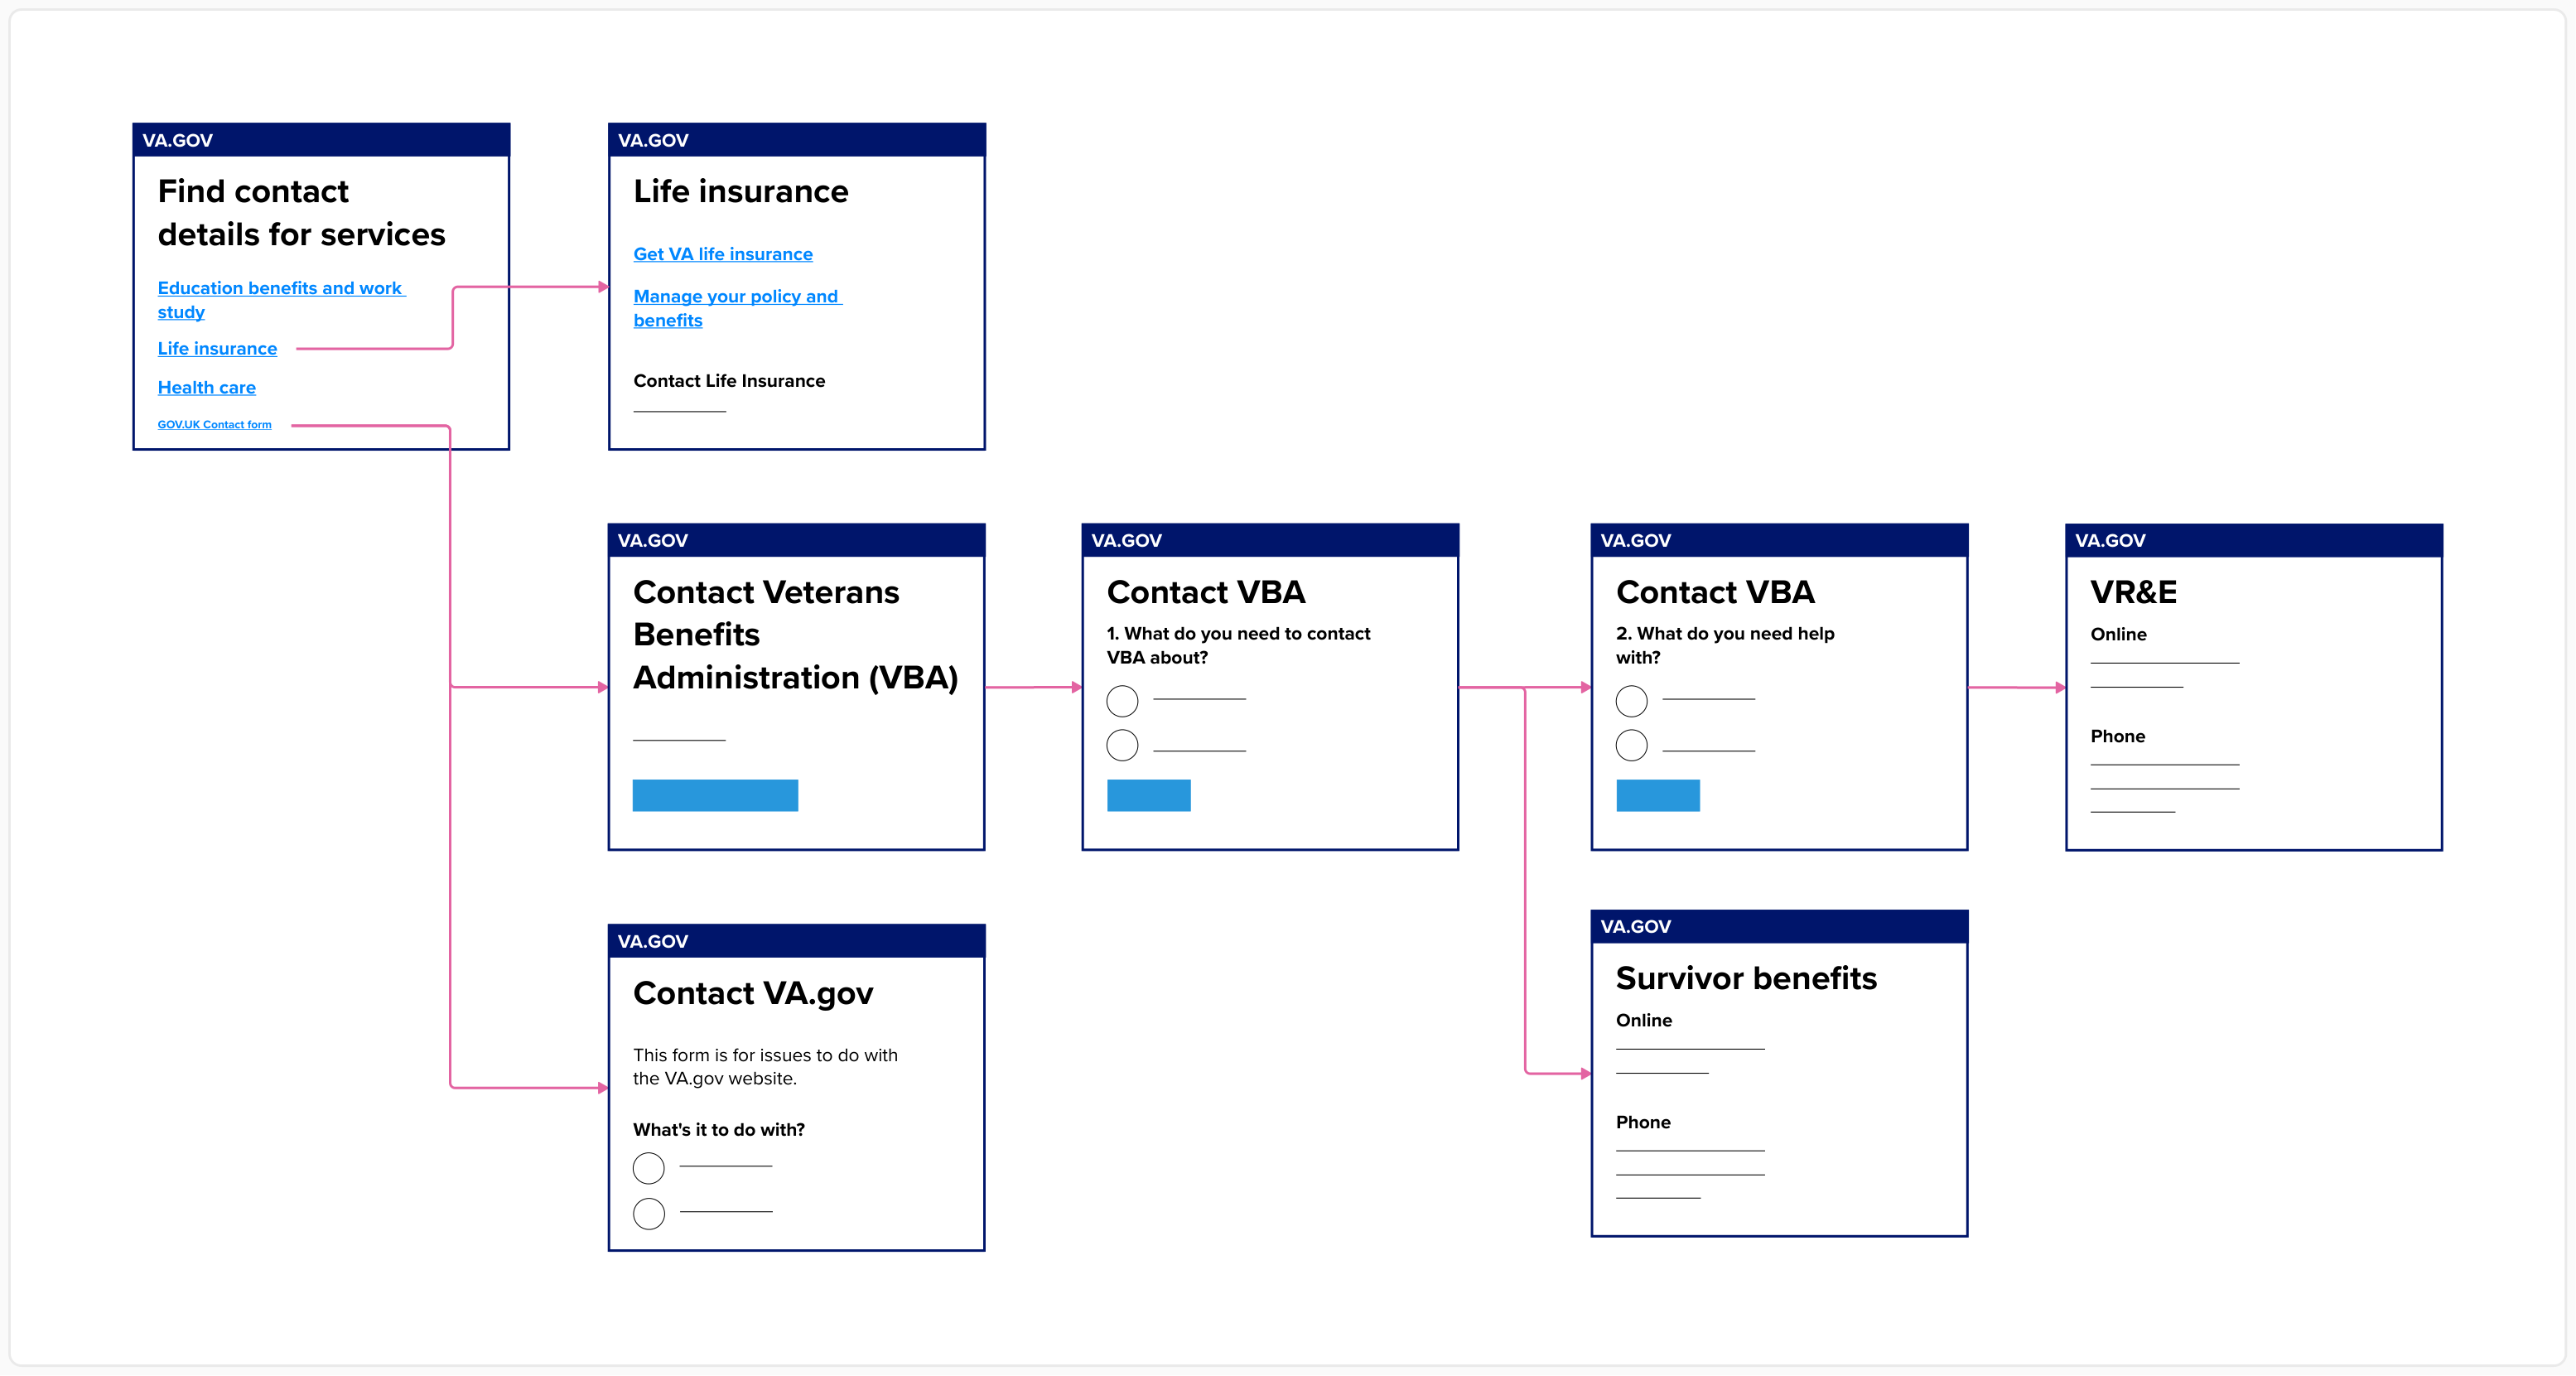 VA.GOV
Find contact
details for services
Education benefits and work
study
Life insurance
Health care
GOV.UK Contact form
VA.GOV
Life insurance
Get VA life insurance
Manage your policy and
benefits
Contact Life Insurance
VA.GOV
Contact Veterans
Benefits
Administration (VBA)
VA.GOV
Contact VBA
1. What do you need to contact
VBA about?
VA.GOV
Contact VBA
2. What do you need help
with?
VA.GOV
VR&E
Online
Phone
VA.GOV
Contact VA.gov
This form is for issues to do with
the VA.gov website.
What's it to do with?
VA.GOV
Survivor benefits
Online
Phone